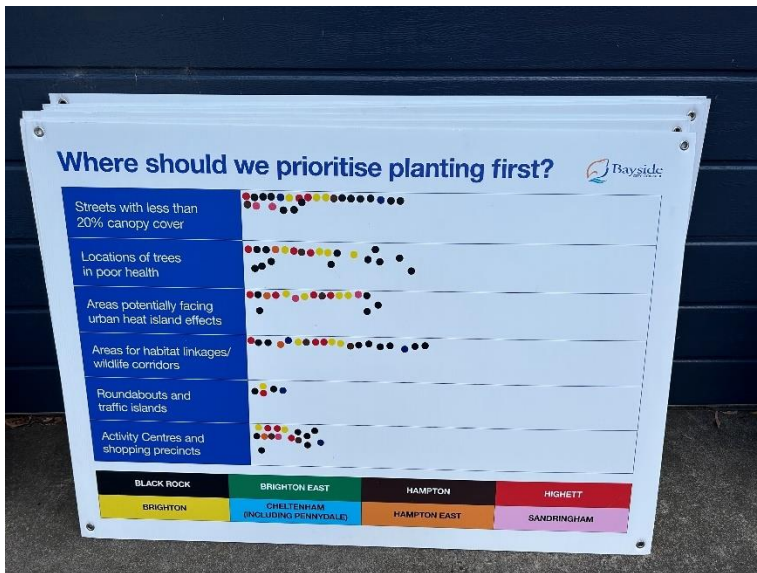 Where should we prioritise planting first?
Bayside
Streets with less than
20% canopy cover
Locations of trees
in poor health
Areas potentially facing
urban heat island effects
Areas for habitat linkages/
wildlife corridors
Roundabouts and
traffic islands
Activity Centres and
shopping precincts
BLACK ROCK
BRIGHTON EAST
HAMPTON
HIGHETT
BRIGHTON
CHELTENHAM
(INCLUDING PENNYDALE)
HAMPTON EAST
SANDRINGHAM